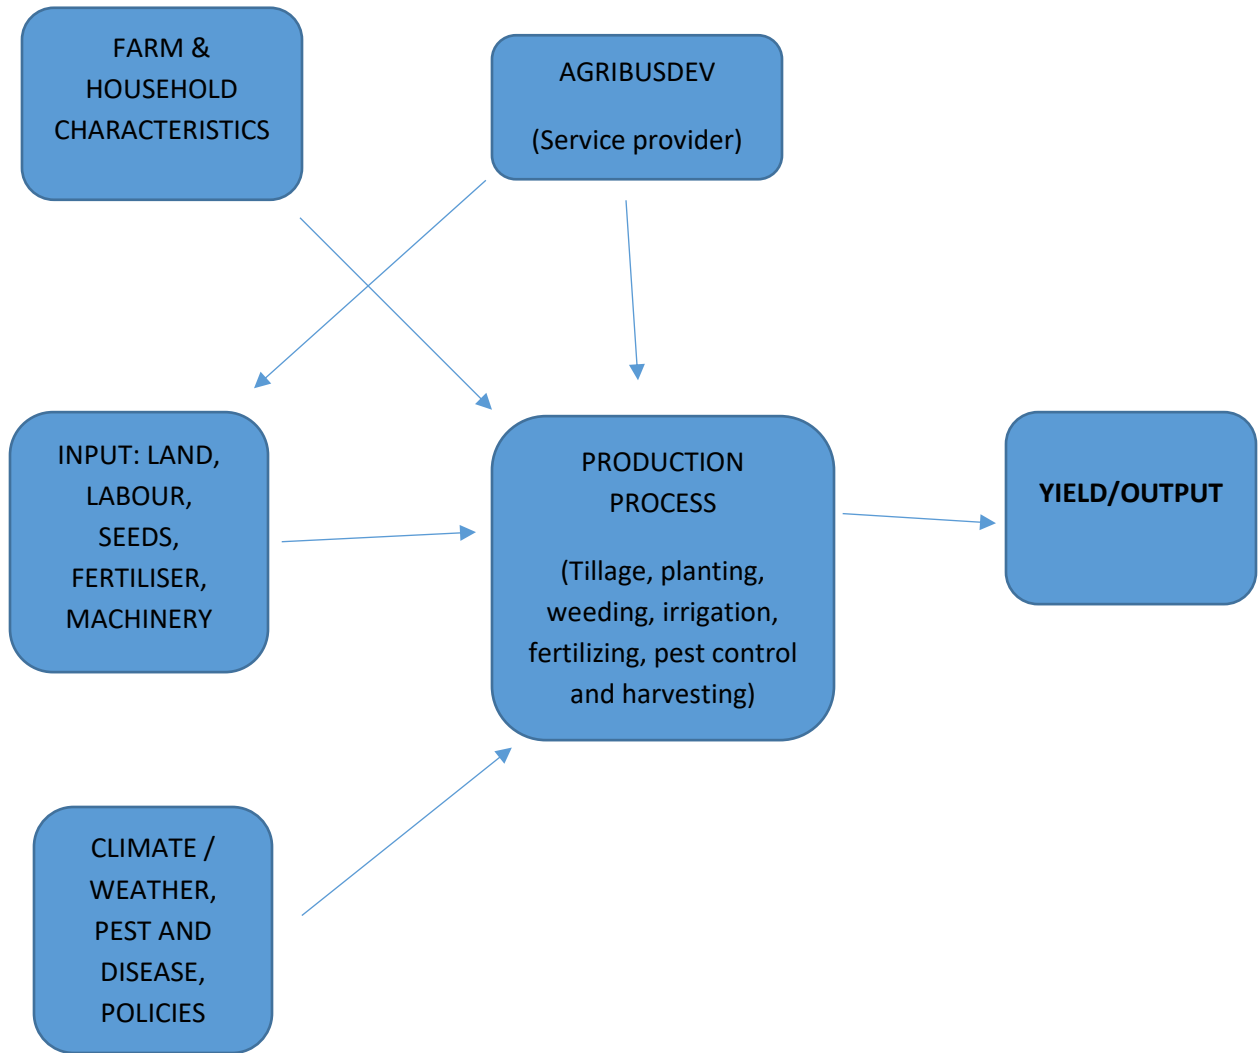 FARM &
HOUSEHOLD
CHARACTERISTICS
AGRIBUSDEV
(Service provider)
INPUT: LAND,
LABOUR,
SEEDS,
FERTILISER,
MACHINERY
PRODUCTION
PROCESS
(Tillage, planting,
weeding, irrigation,
fertilizing, pest control
and harvesting)
YIELD/OUTPUT
CLIMATE /
WEATHER,
PEST AND
DISEASE,
POLICIES